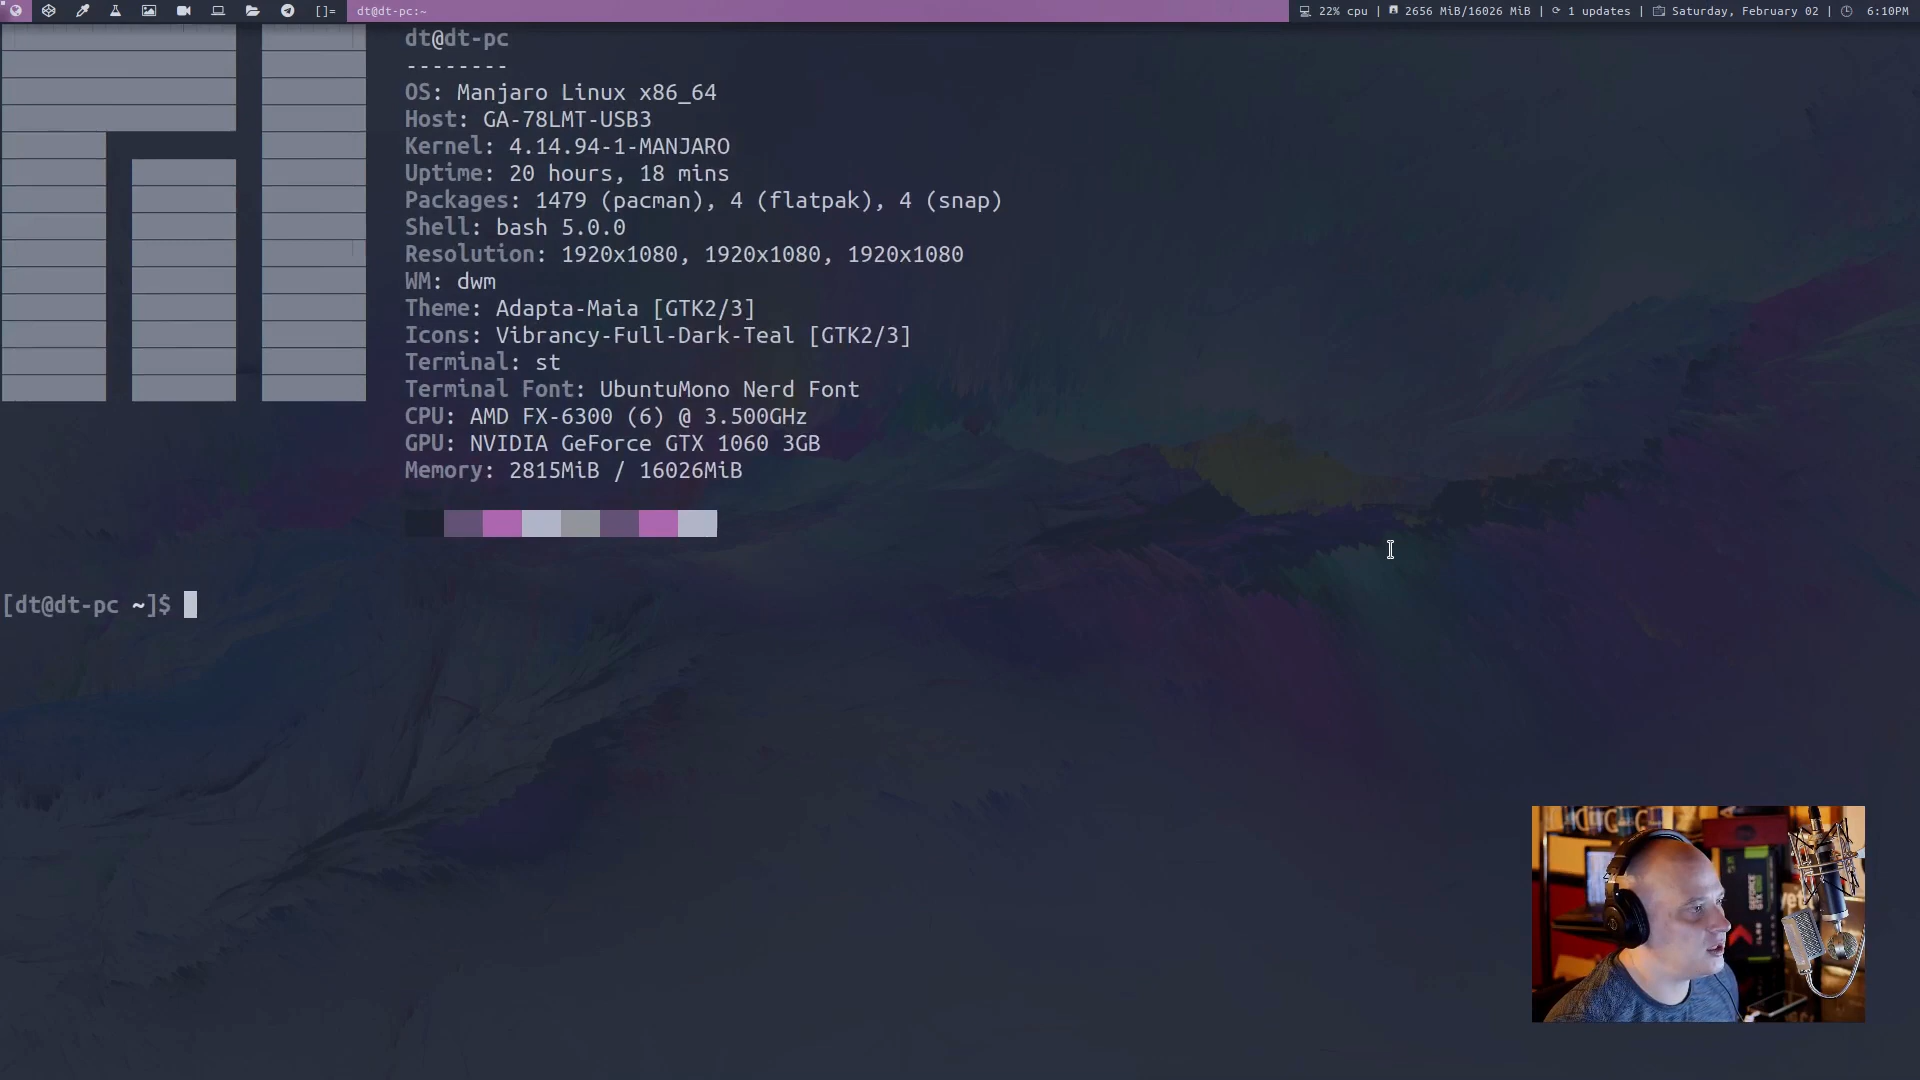 []= dt@dt-pc:~ 22% cpu | 2656 MiB/16026 MiB | 1 updates | Saturday, February 02 | 6:10PM
dt@dt-pc
--------
OS: Manjaro Linux x86_64
Host: GA-78LMT-USB3
Kernel: 4.14.94-1-MANJARO
Uptime: 20 hours, 18 mins
Packages: 1479 (pacman), 4 (flatpak), 4 (snap)
Shell: bash 5.0.0
Resolution: 1920x1080, 1920x1080, 1920x1080
WM: dwm
Theme: Adapta-Maia [GTK2/3]
Icons: Vibrancy-Full-Dark-Teal [GTK2/3]
Terminal: st
Terminal Font: UbuntuMono Nerd Font
CPU: AMD FX-6300 (6) @ 3.500GHz
GPU: NVIDIA GeForce GTX 1060 3GB
Memory: 2815MiB / 16026MiB
[dt@dt-pc ~]$